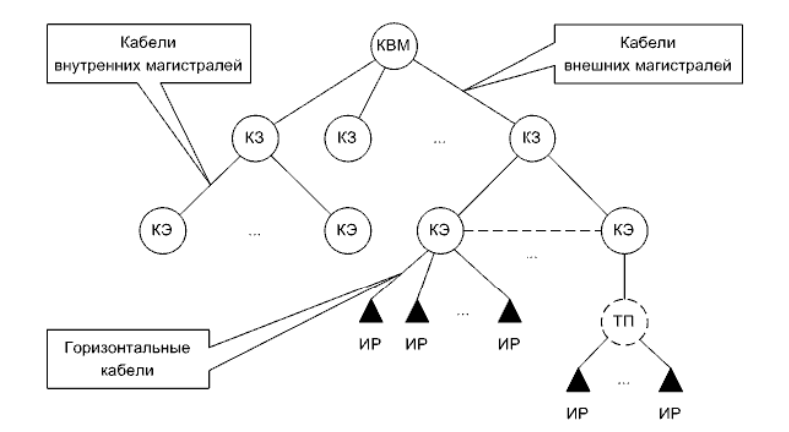 Кабели
внутренних магистралей
КВМ
Кабели
внешних магистралей
КЗ
КЗ
...
КЗ
КЭ
...
КЭ
КЭ
КЭ
...
...
ТП
ИР
ИР
ИР
Горизонтальные
кабели
...
ИР
ИР